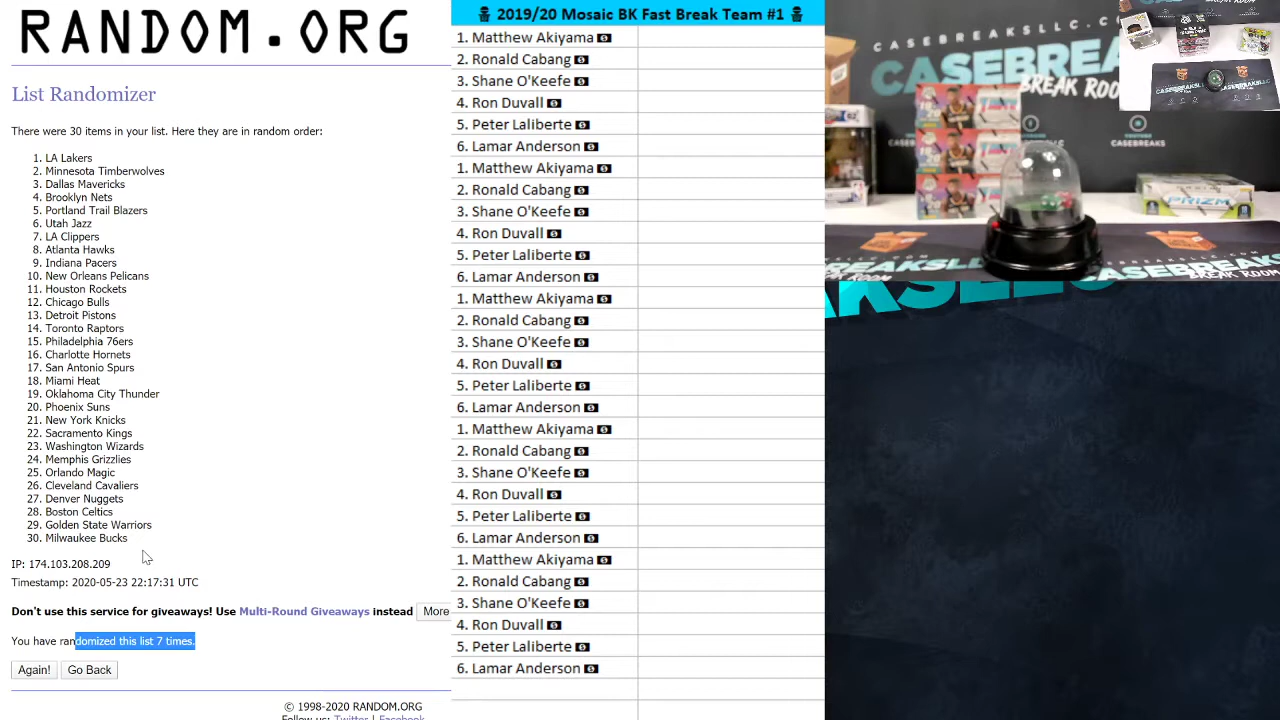 RANDOM.ORG
List Randomizer
There were 30 items in your list. Here they are in random order:
1. LA Lakers
2. Minnesota Timberwolves
3. Dallas Mavericks
4. Brooklyn Nets
5. Portland Trail Blazers
6. Utah Jazz
7. LA Clippers
8. Atlanta Hawks
9. Indiana Pacers
10. New Orleans Pelicans
11. Houston Rockets
12. Chicago Bulls
13. Detroit Pistons
14. Toronto Raptors
15. Philadelphia 76ers
16. Charlotte Hornets
17. San Antonio Spurs
18. Miami Heat
19. Oklahoma City Thunder
20. Phoenix Suns
21. New York Knicks
22. Sacramento Kings
23. Washington Wizards
24. Memphis Grizzlies
25. Orlando Magic
26. Cleveland Cavaliers
27. Denver Nuggets
28. Boston Celtics
29. Golden State Warriors
30. Milwaukee Bucks
IP: 174.103.208.209
Timestamp: 2020-05-23 22:17:31 UTC
Don't use this service for giveaways! Use Multi-Round Giveaways instead More
You have randomized this list 7 times.
Again! Go Back
© 1998-2020 RANDOM.ORG
Follow us: Twitter | Facebook
2019/20 Mosaic BK Fast Break Team #1
1. Matthew Akiyama
2. Ronald Cabang
3. Shane O'Keefe
4. Ron Duvall
5. Peter Laliberte
6. Lamar Anderson
1. Matthew Akiyama
2. Ronald Cabang
3. Shane O'Keefe
4. Ron Duvall
5. Peter Laliberte
6. Lamar Anderson
1. Matthew Akiyama
2. Ronald Cabang
3. Shane O'Keefe
4. Ron Duvall
5. Peter Laliberte
6. Lamar Anderson
1. Matthew Akiyama
2. Ronald Cabang
3. Shane O'Keefe
4. Ron Duvall
5. Peter Laliberte
6. Lamar Anderson
1. Matthew Akiyama
2. Ronald Cabang
3. Shane O'Keefe
4. Ron Duvall
5. Peter Laliberte
6. Lamar Anderson
CASEBREAKSLLC.C
CASEBREA
BREAK ROO
CASEBREAKS
PRIZM
EAKSLLC
CASEBREAKS
BREAK ROOM
AKSLLC